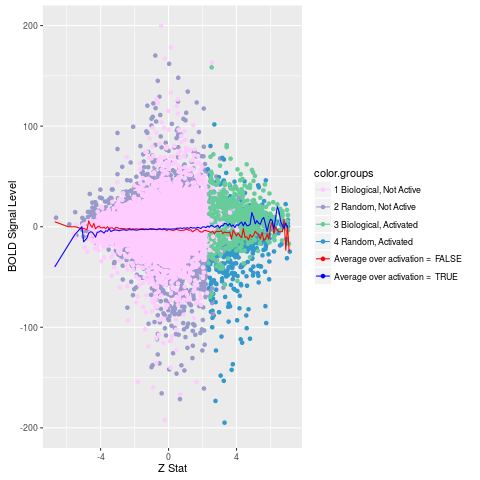 200
100
0
-100
-200
BOLD Signal Level
-4
0
4
Z Stat
color.groups
1 Biological, Not Active
2 Random, Not Active
3 Biological, Activated
4 Random, Activated
Average over activation = FALSE
Average over activation = TRUE